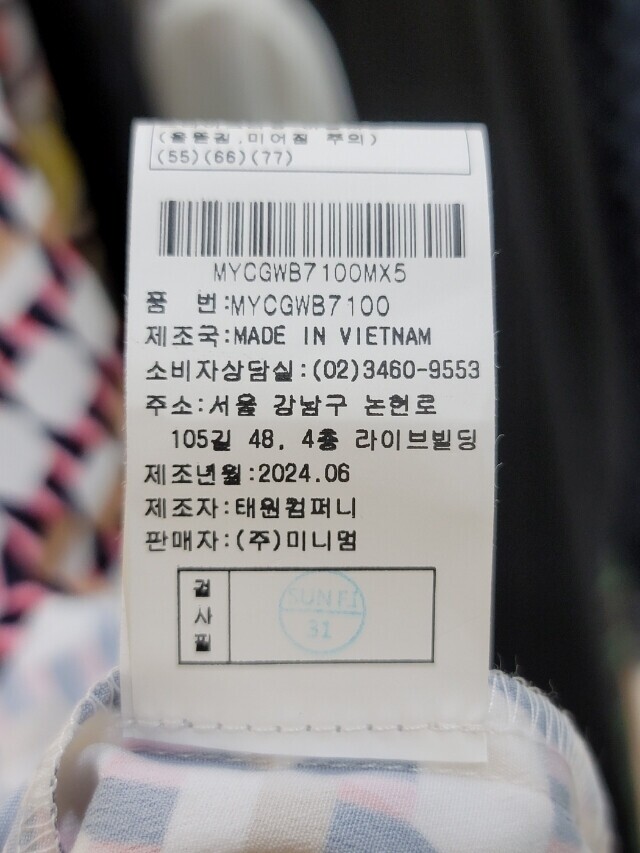 (올뜯김,미어짐 주의)
(55)(66)(77)
MYCGWB7100MX5
품 번:MYCGWB7100
제조국:MADE IN VIETNAM
소비자상담실:(02)3460-9553
주소:서울 강남구 논현로
105길 48, 4층 라이브빌딩
제조년월:2024.06
제조자:태원컴퍼니
판매자:(주)미니멈
검사필
31